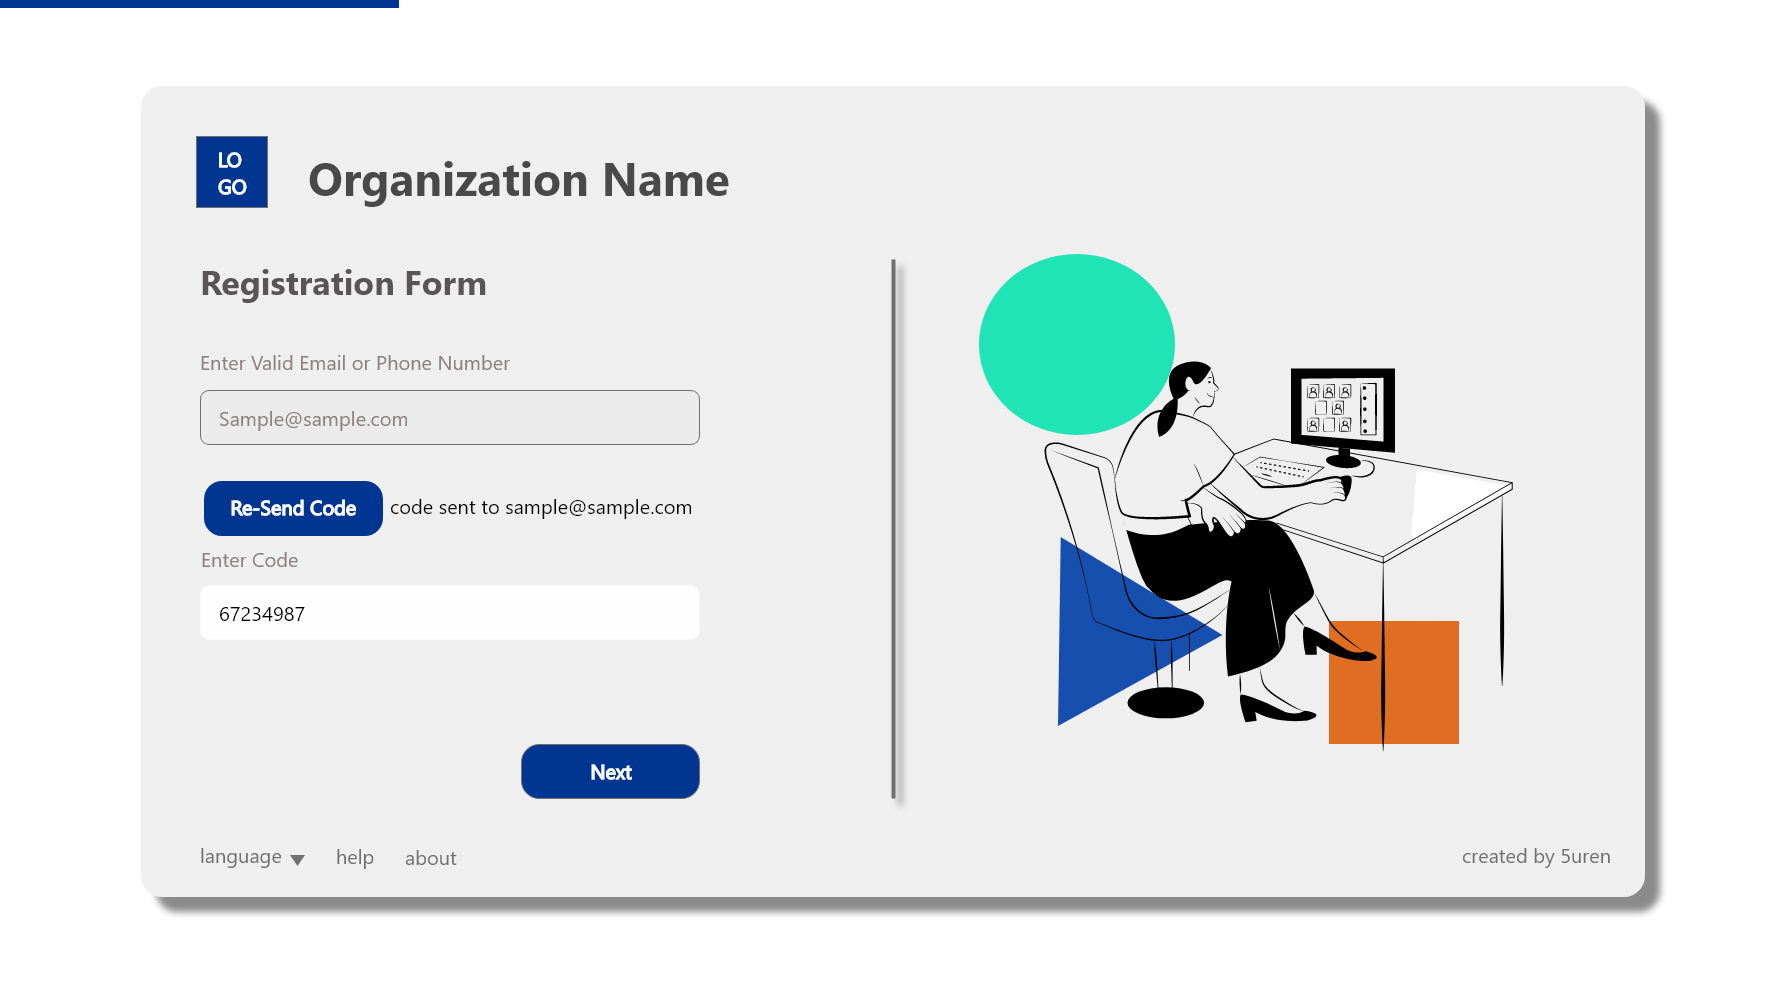 LO
GO
Organization Name
Registration Form
Enter Valid Email or Phone Number
Sample@sample.com
Re-Send Code code sent to sample@sample.com
Enter Code
67234987
Next
language help about created by 5uren